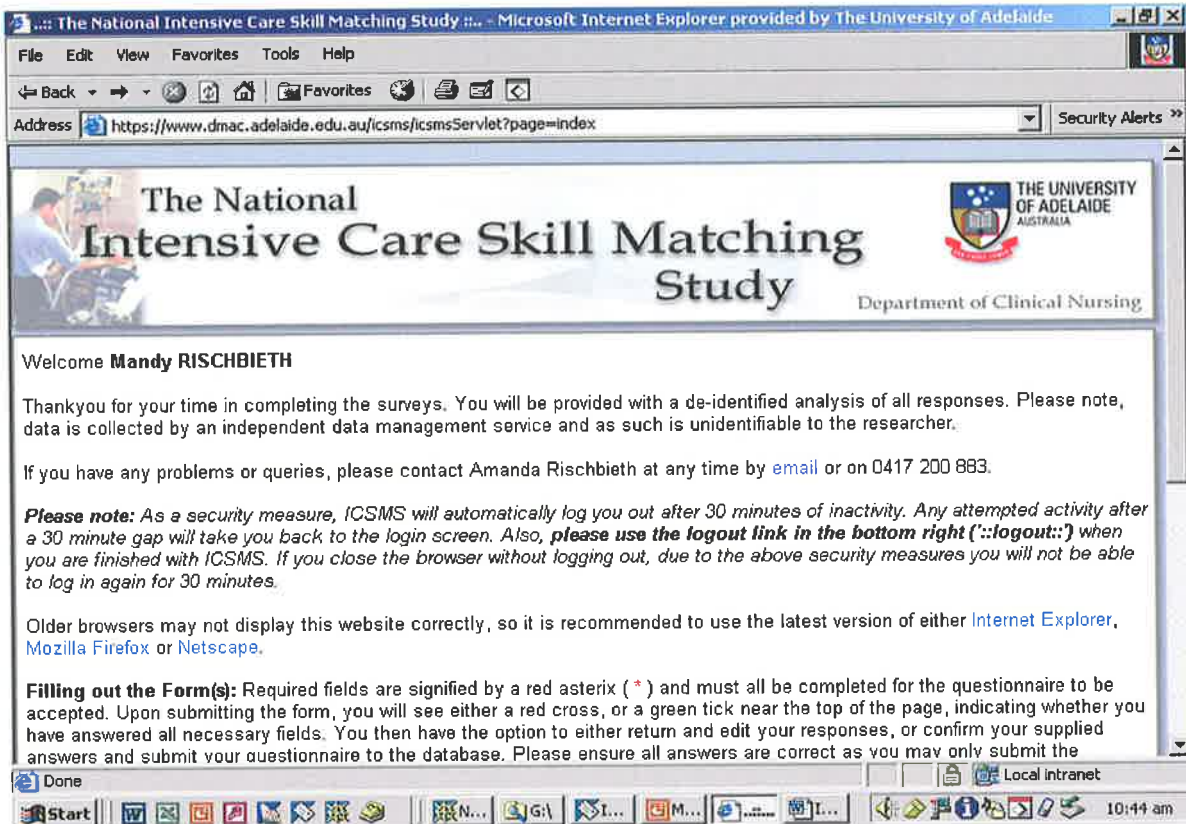 ..:: The National Intensive Care Skill Matching Study ::.. - Microsoft Internet Explorer provided by The University of Adelaide
File Edit View Favorites Tools Help
Back Favorites
Address https://www.dmac.adelaide.edu.au/icsms/icsmsServlet?page=index Security Alerts »
The National
Intensive Care Skill Matching
Study
THE UNIVERSITY
OF ADELAIDE
AUSTRALIA
Department of Clinical Nursing
Welcome Mandy RISCHBIETH
Thankyou for your time in completing the surveys. You will be provided with a de-identified analysis of all responses. Please note,
data is collected by an independent data management service and as such is unidentifiable to the researcher.
If you have any problems or queries, please contact Amanda Rischbieth at any time by email or on 0417 200 883.
Please note: As a security measure, ICSMS will automatically log you out after 30 minutes of inactivity. Any attempted activity after
a 30 minute gap will take you back to the login screen. Also, please use the logout link in the bottom right ('::logout::') when
you are finished with ICSMS. If you close the browser without logging out, due to the above security measures you will not be able
to log in again for 30 minutes.
Older browsers may not display this website correctly, so it is recommended to use the latest version of either Internet Explorer,
Mozilla Firefox or Netscape.
Filling out the Form(s): Required fields are signified by a red asterix ( * ) and must all be completed for the questionnaire to be
accepted. Upon submitting the form, you will see either a red cross, or a green tick near the top of the page, indicating whether you
have answered all necessary fields. You then have the option to either return and edit your responses, or confirm your supplied
answers and submit your questionnaire to the database. Please ensure all answers are correct as you may only submit the
Done Local intranet
Start N... G:\ I... M... ..::... I... 10:44 am